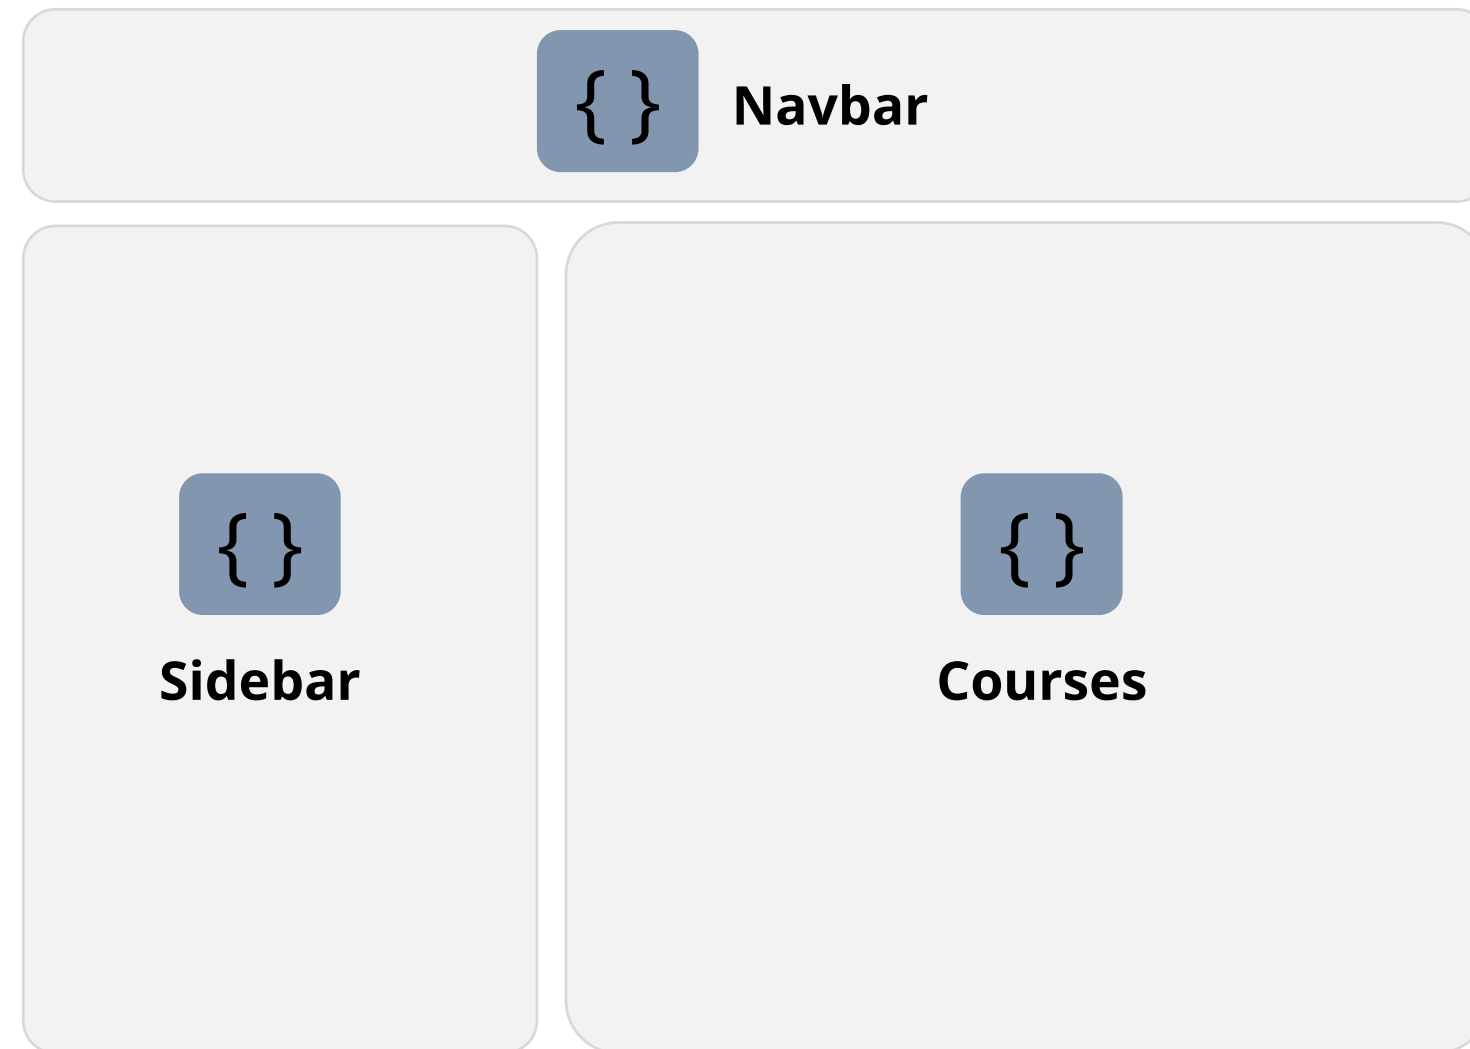 { } Navbar
{ }
Sidebar
{ }
Courses